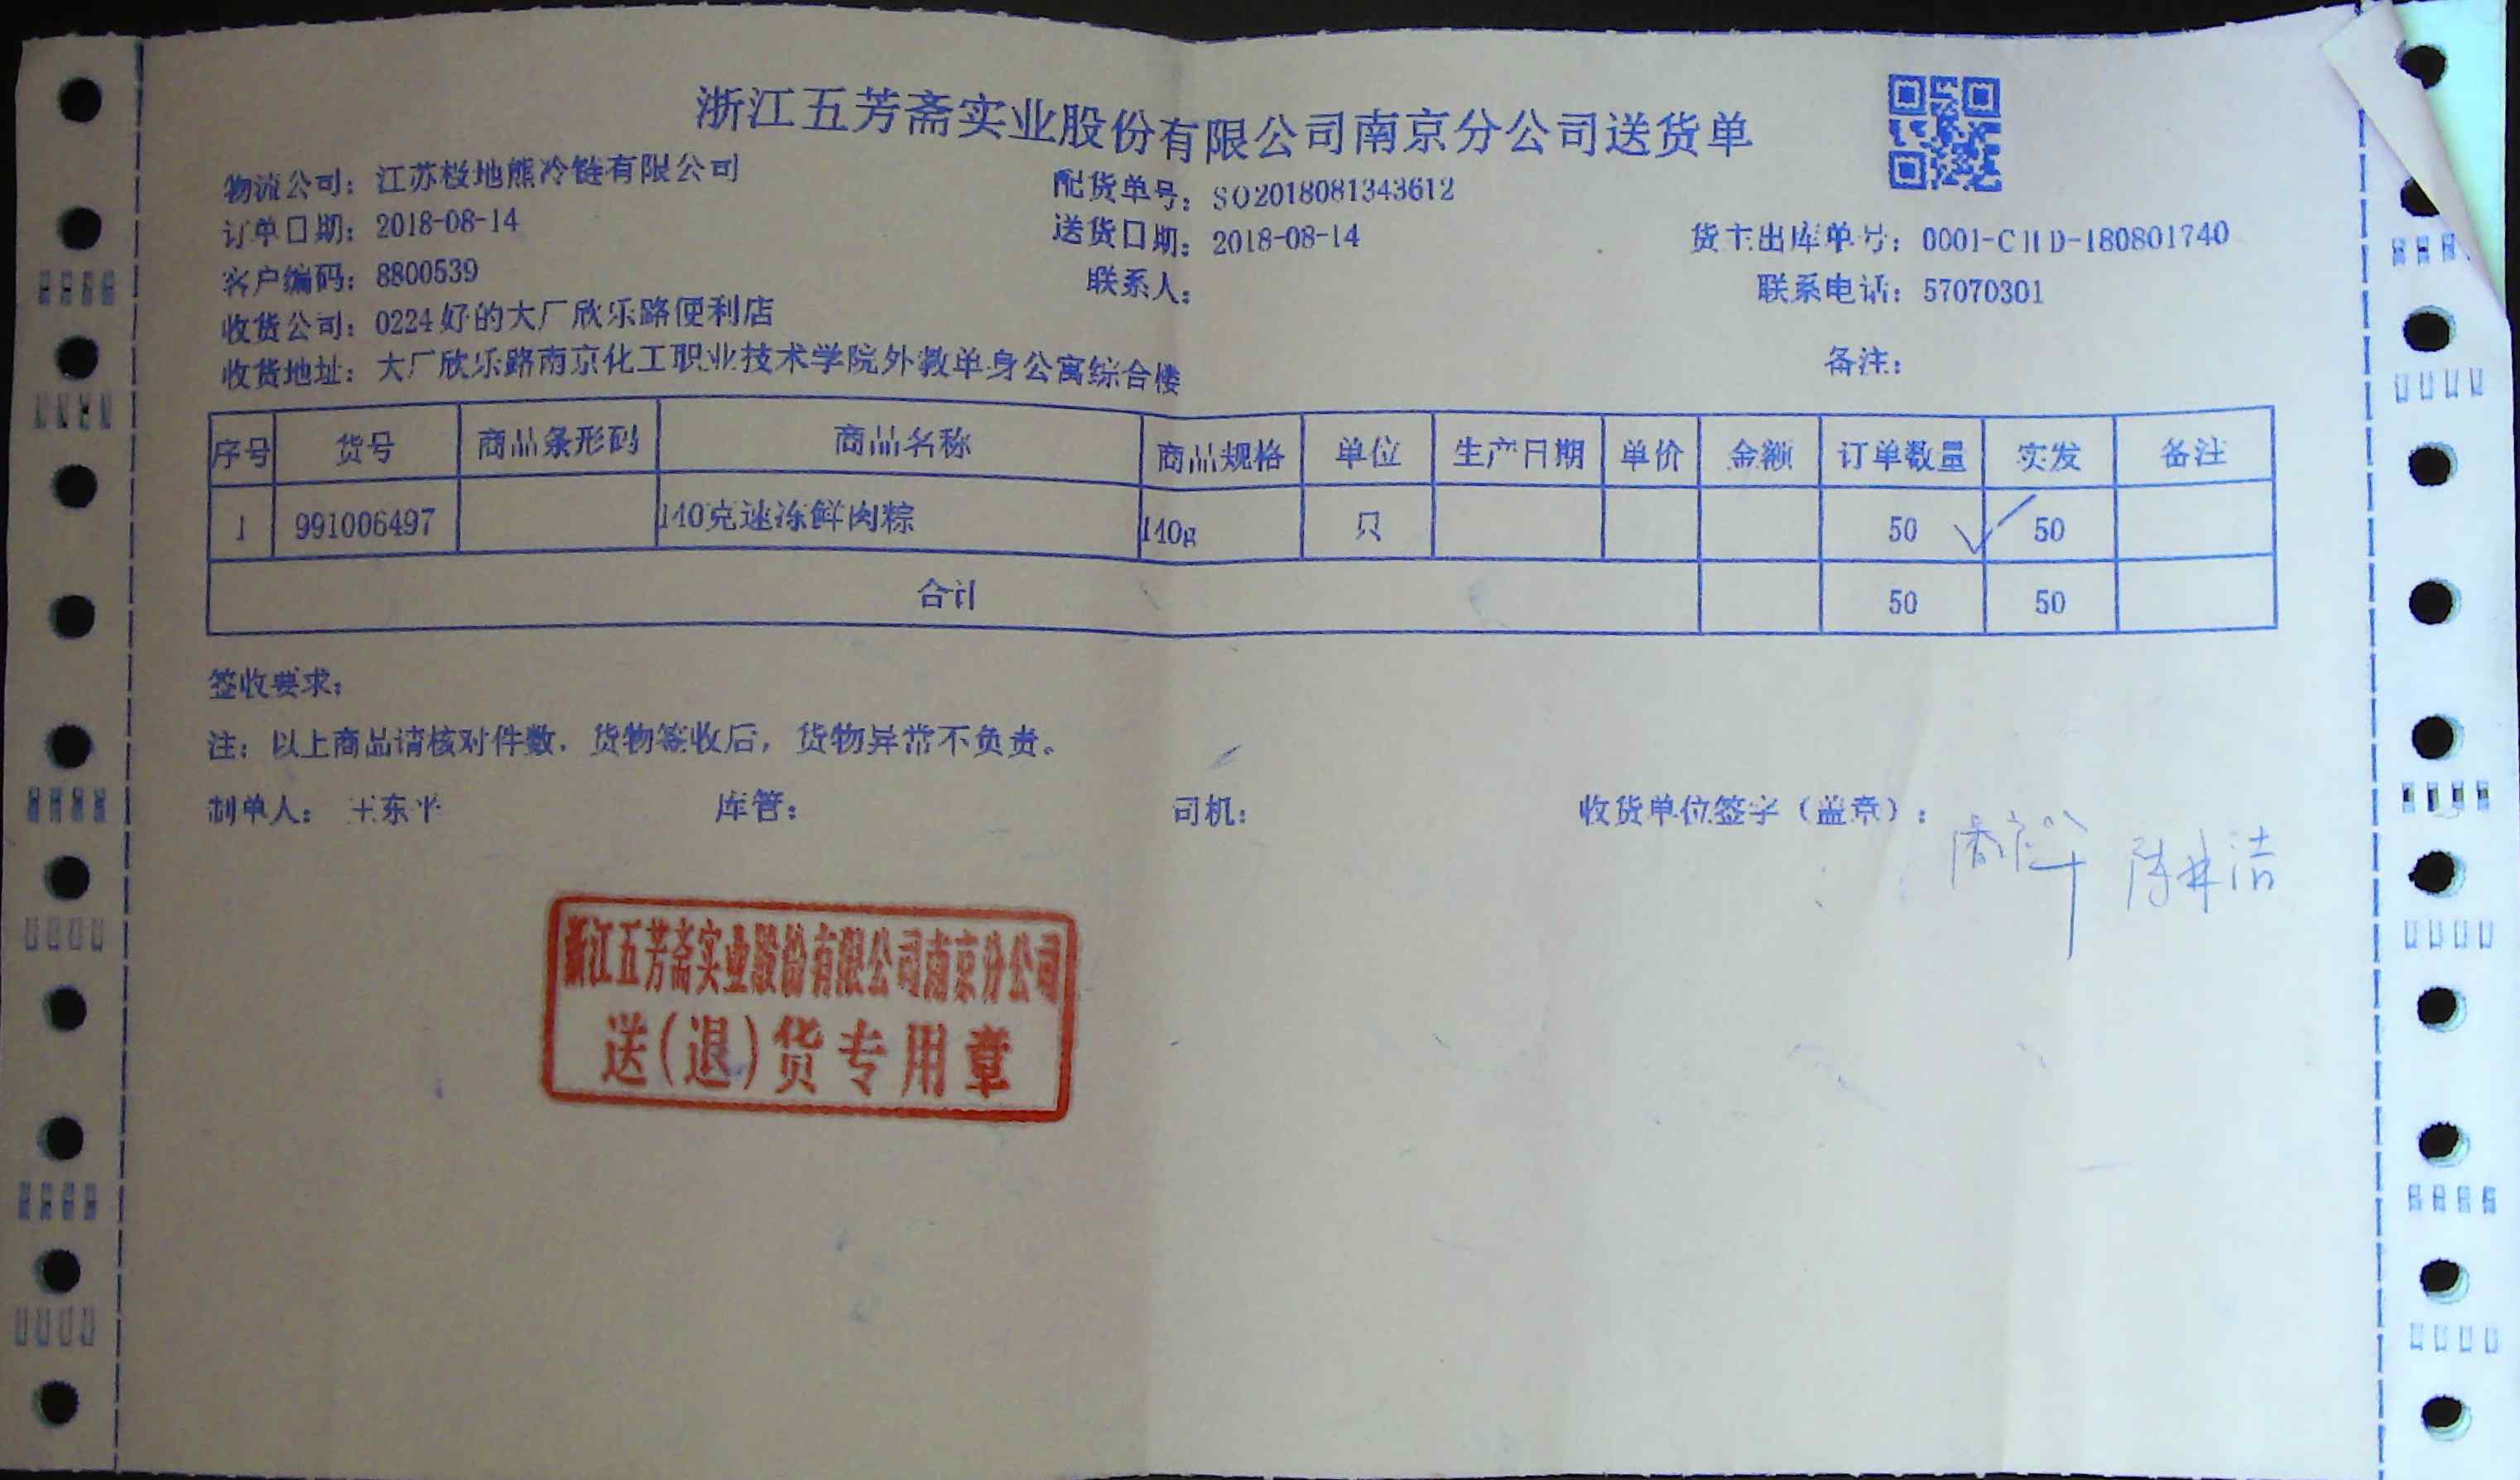 浙江五芳斋实业股份有限公司南京分公司送货单
物流公司：江苏极地熊冷链有限公司 配货单号：SO2018081343612
订单日期：2018-08-14 送货日期：2018-08-14 货主出库单号：0001-CHD-180801740
客户编码：8800539 联系人： 联系电话：57070301
收货公司：0224好的大厂欣乐路便利店
收货地址：大厂欣乐路南京化工职业技术学院外教单身公寓综合楼 备注：
序号 货号 商品条形码 商品名称 商品规格 单位 生产日期 单价 金额 订单数量 实发 备注
1 991006497 140克速冻鲜肉粽 140g 只 50 50
合计 50 50
签收要求：
注：以上商品请核对件数，货物签收后，货物异常不负责。
制单人：王东平 库管： 司机： 收货单位签字（盖章）：
浙江五芳斋实业股份有限公司南京分公司
送(退)货专用章